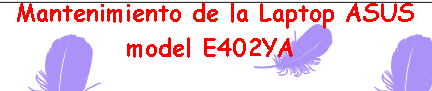 Mantenimiento de la Laptop ASUS
model E402YA